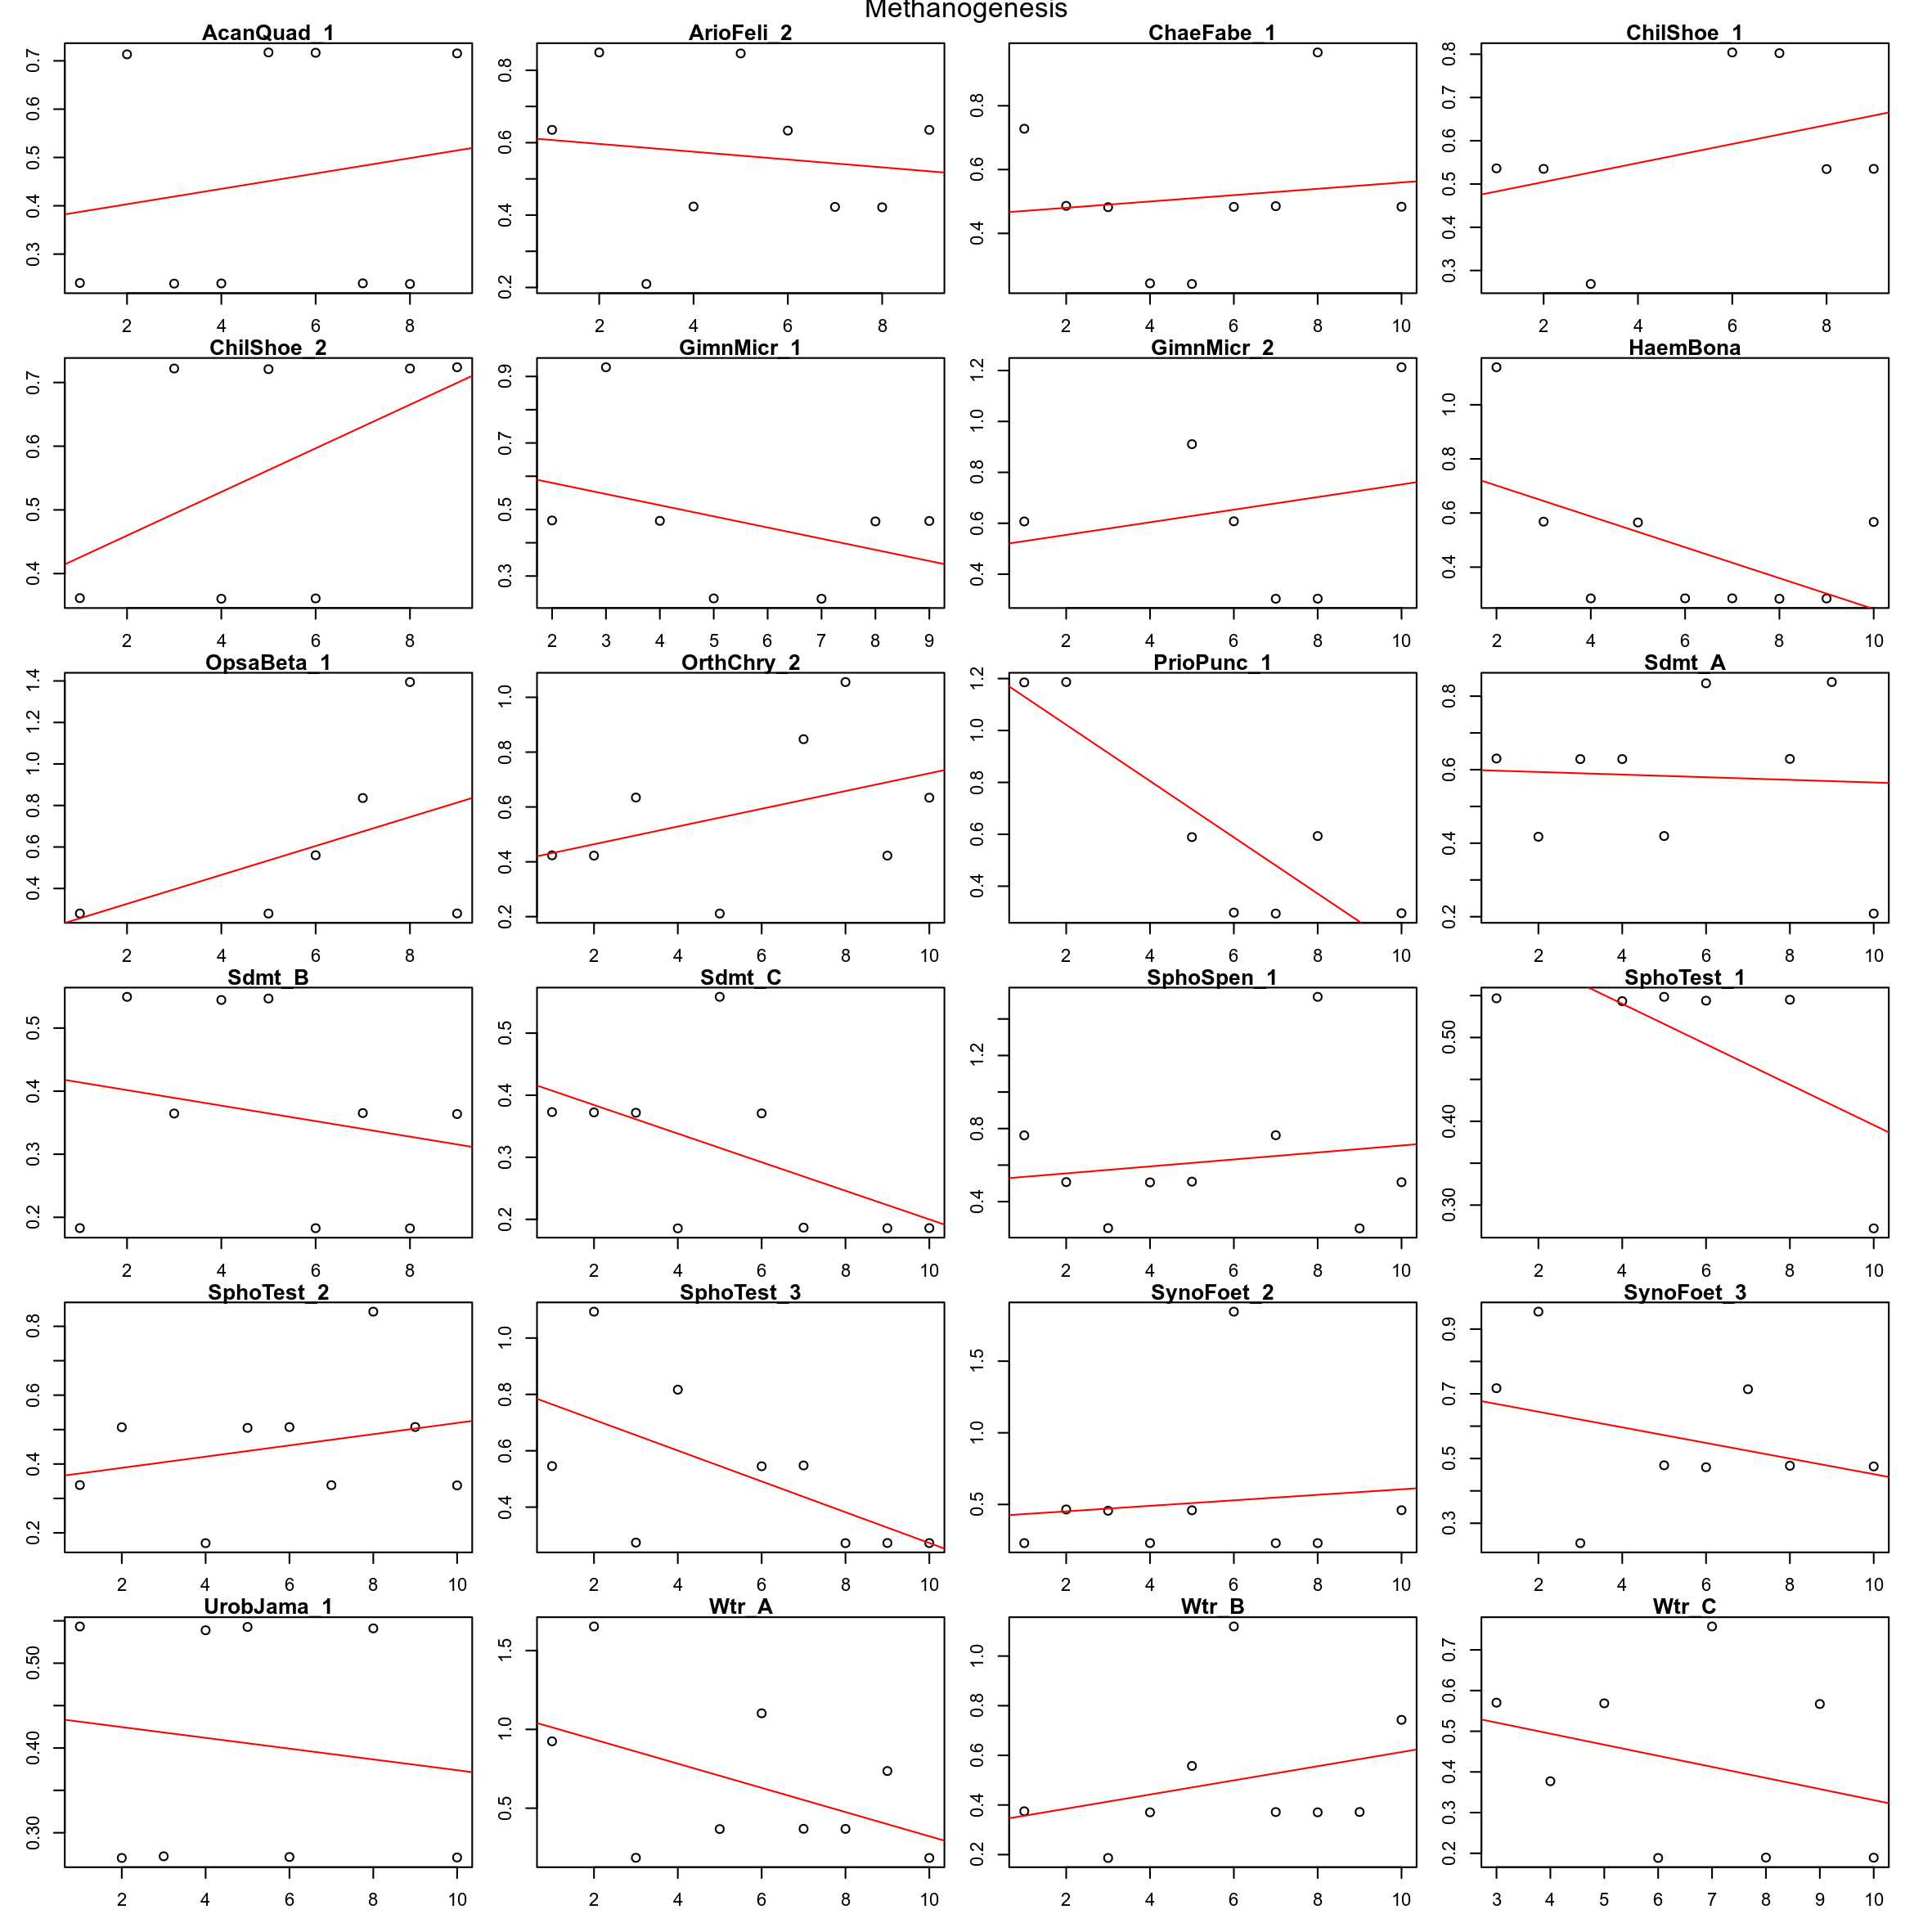 Methanogenesis
AcanQuad_1 ArioFeli_2 ChaeFabe_1 ChilShoe_1
0.3 0.4 0.5 0.6 0.7
2 4 6 8
0.2 0.4 0.6 0.8
2 4 6 8
0.4 0.6 0.8
2 4 6 8 10
0.3 0.4 0.5 0.6 0.7 0.8
2 4 6 8
ChilShoe_2 GimnMicr_1 GimnMicr_2 HaemBona
0.4 0.5 0.6 0.7
2 4 6 8
0.3 0.5 0.7 0.9
2 3 4 5 6 7 8 9
0.4 0.6 0.8 1.0 1.2
2 4 6 8 10
0.4 0.6 0.8 1.0
2 4 6 8 10
OpsaBeta_1 OrthChry_2 PrioPunc_1 Sdmt_A
0.4 0.6 0.8 1.0 1.2 1.4
2 4 6 8
0.2 0.4 0.6 0.8 1.0
2 4 6 8 10
0.4 0.6 0.8 1.0 1.2
2 4 6 8 10
0.2 0.4 0.6 0.8
2 4 6 8 10
Sdmt_B Sdmt_C SphoSpen_1 SphoTest_1
0.2 0.3 0.4 0.5
2 4 6 8
0.2 0.3 0.4 0.5
2 4 6 8 10
0.4 0.8 1.2
2 4 6 8 10
0.30 0.40 0.50
2 4 6 8 10
SphoTest_2 SphoTest_3 SynoFoet_2 SynoFoet_3
0.2 0.4 0.6 0.8
2 4 6 8 10
0.4 0.6 0.8 1.0
2 4 6 8 10
0.5 1.0 1.5
2 4 6 8 10
0.3 0.5 0.7 0.9
2 4 6 8 10
UrobJama_1 Wtr_A Wtr_B Wtr_C
0.30 0.40 0.50
2 4 6 8 10
0.5 1.0 1.5
2 4 6 8 10
0.2 0.4 0.6 0.8 1.0
2 4 6 8 10
0.2 0.3 0.4 0.5 0.6 0.7
3 4 5 6 7 8 9 10